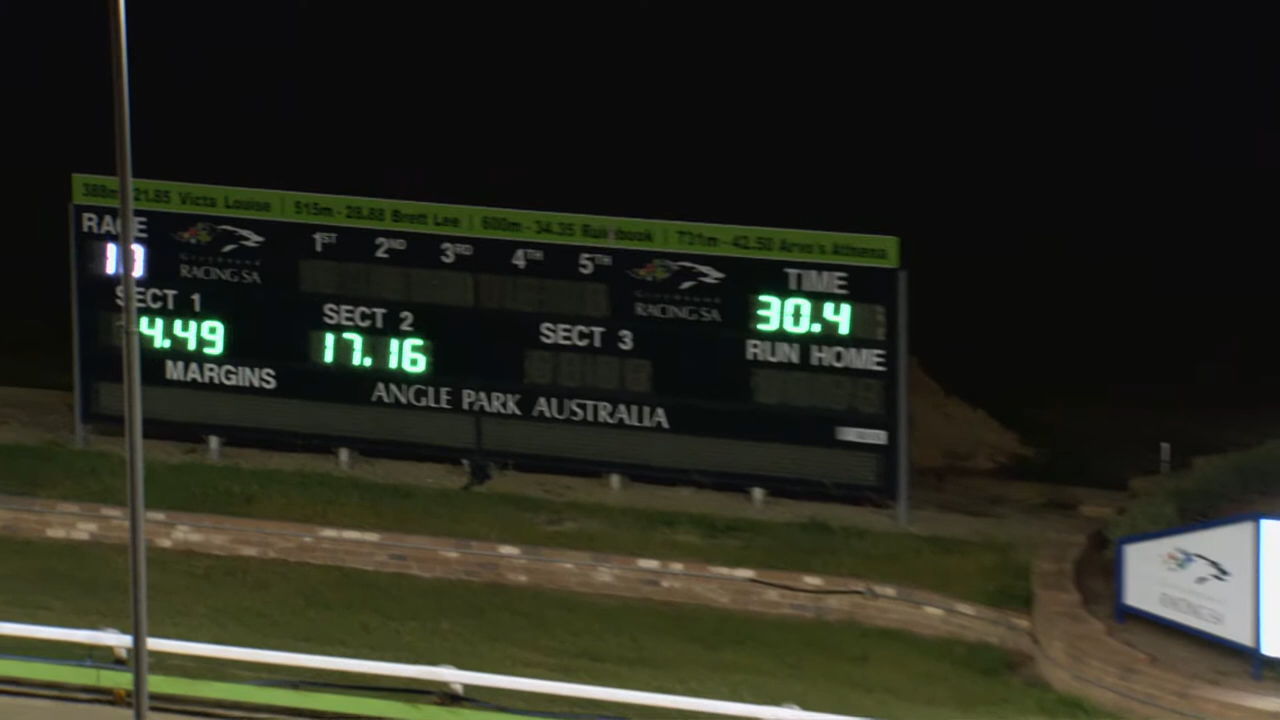 388m - 21.65 Victa Louise | 515m - 28.88 Brett Lee | 600m - 34.35 Rulebook | 731m - 42.50 Arvo's Athena
RACE
10
Greyhound
RACING SA
1ST 2ND 3RD 4TH 5TH
Greyhound
RACING SA
TIME
30.4
SECT 1
4.49
SECT 2
17.16
SECT 3
RUN HOME
MARGINS
ANGLE PARK AUSTRALIA